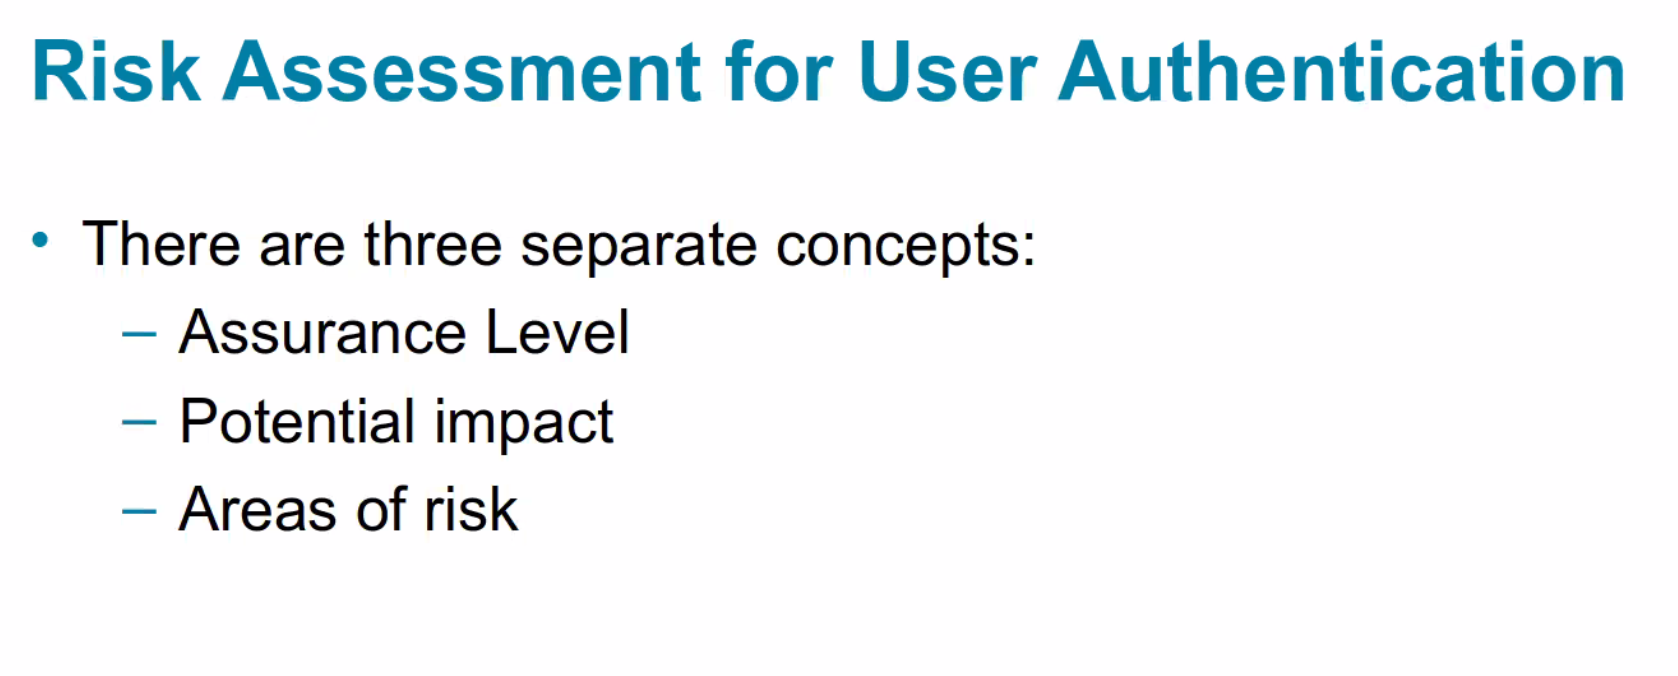 Risk Assessment for User Authentication
• There are three separate concepts:
– Assurance Level
– Potential impact
– Areas of risk